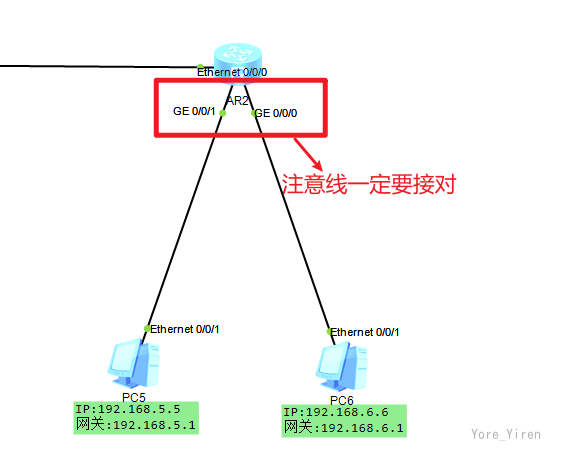 Ethernet 0/0/0
AR2
GE 0/0/1
GE 0/0/0
注意线一定要接对
Ethernet 0/0/1
Ethernet 0/0/1
PC5
PC6
IP:192.168.5.5
网关:192.168.5.1
IP:192.168.6.6
网关:192.168.6.1
Yore_Yiren